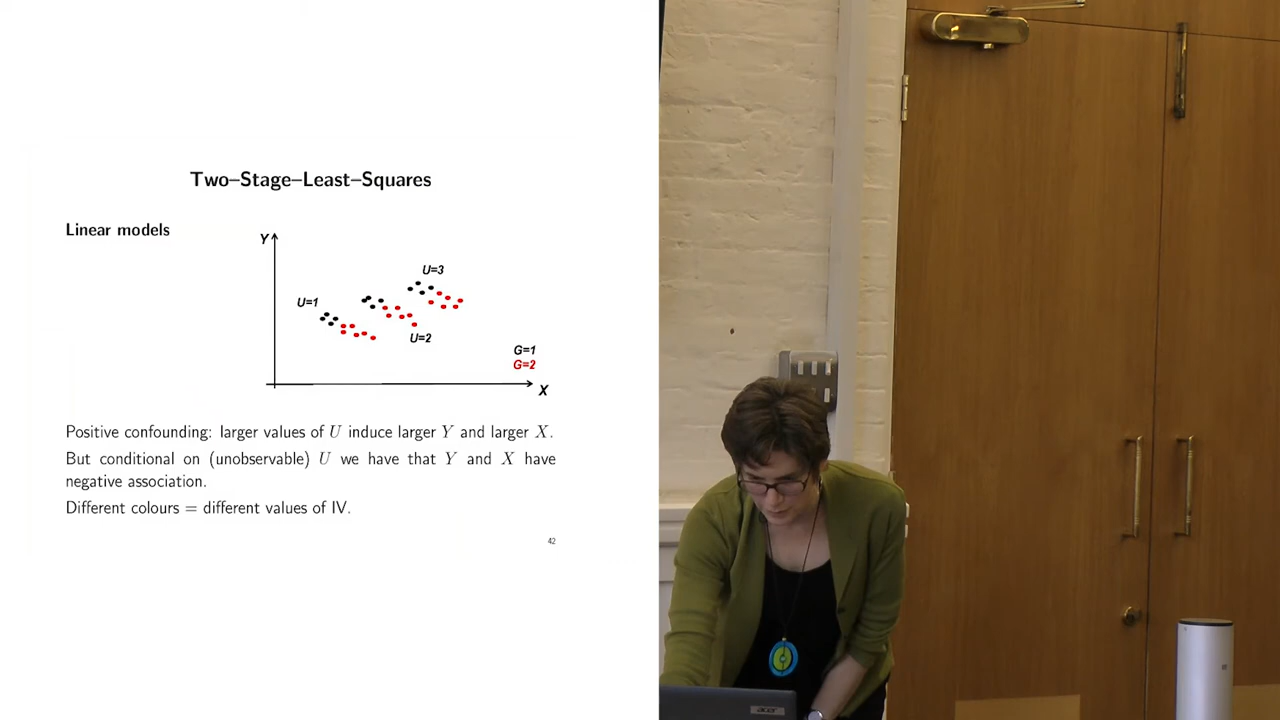 Two–Stage–Least–Squares
Linear models
Y
U=3
U=1
U=2
G=1
G=2
X
Positive confounding: larger values of U induce larger Y and larger X.
But conditional on (unobservable) U we have that Y and X have
negative association.
Different colours = different values of IV.
42
acer